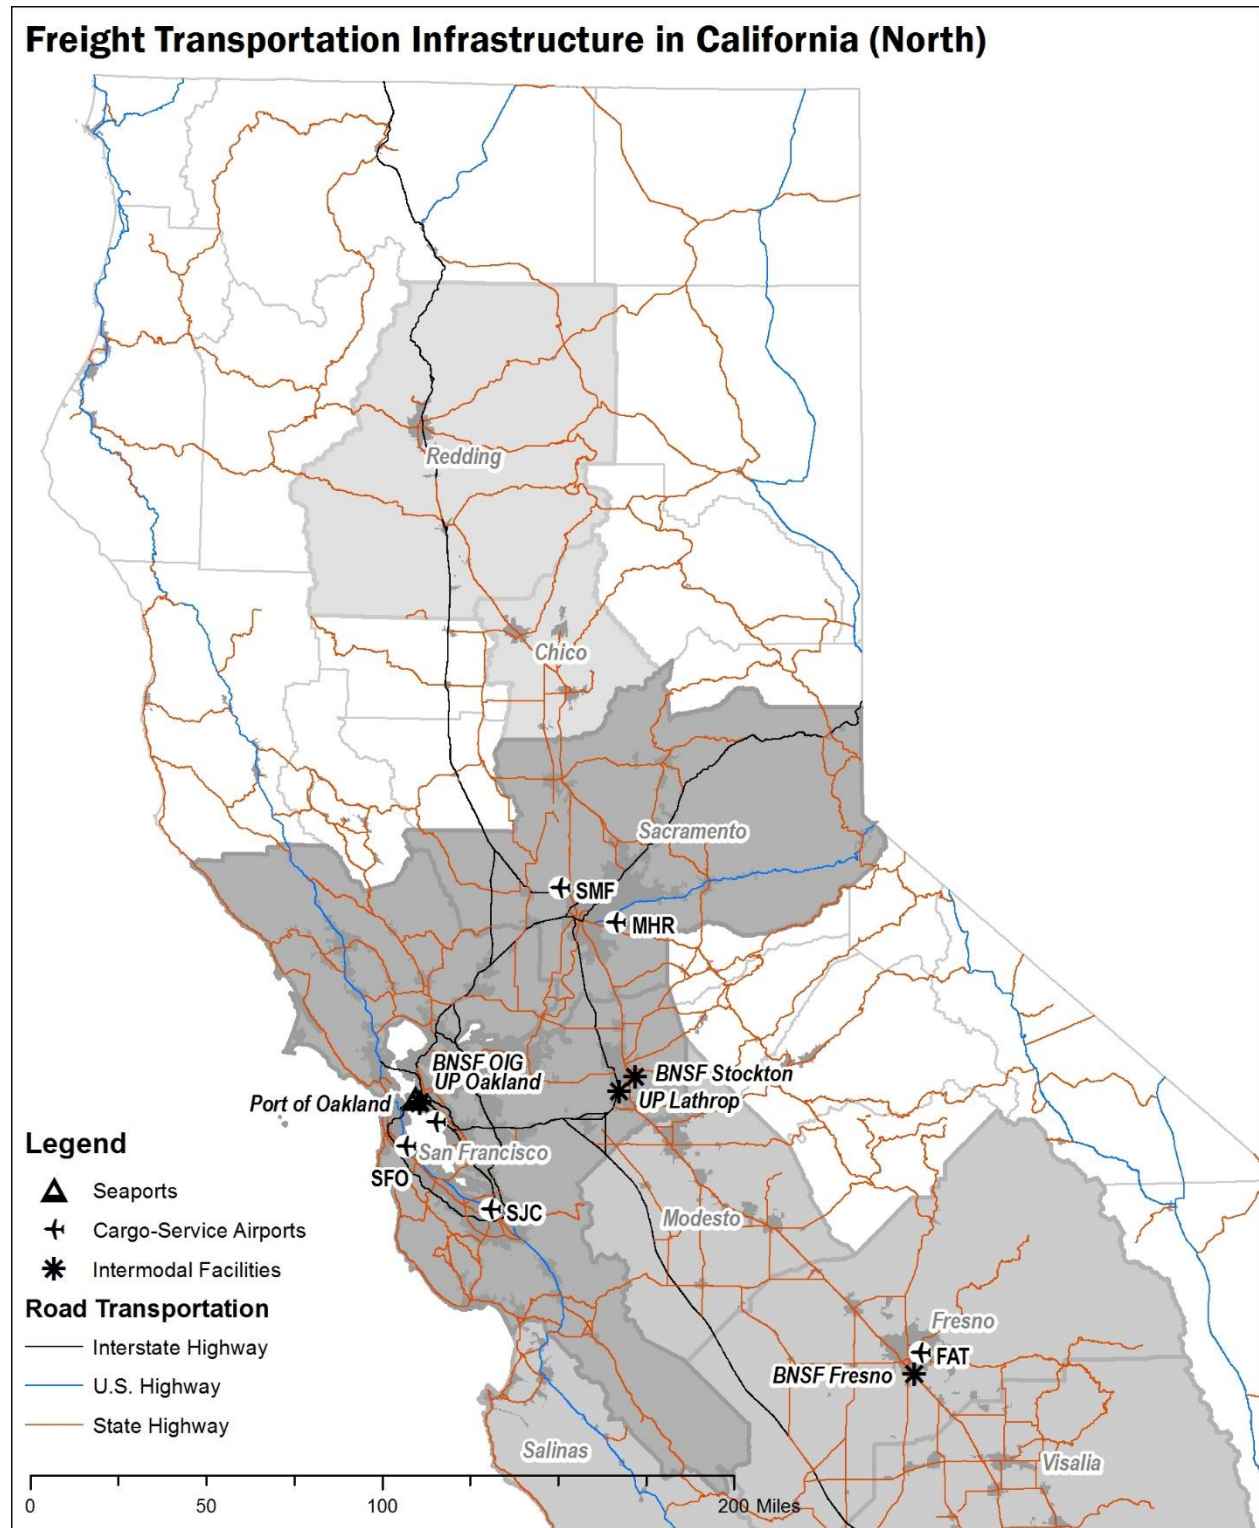 Freight Transportation Infrastructure in California (North)
Redding
Chico
Sacramento
SMF
MHR
BNSF OIG
UP Oakland
Port of Oakland
BNSF Stockton
UP Lathrop
San Francisco
SFO
SJC
Modesto
Fresno
FAT
BNSF Fresno
Salinas
Visalia
Legend
Seaports
Cargo-Service Airports
Intermodal Facilities
Road Transportation
Interstate Highway
U.S. Highway
State Highway
0 50 100 200 Miles